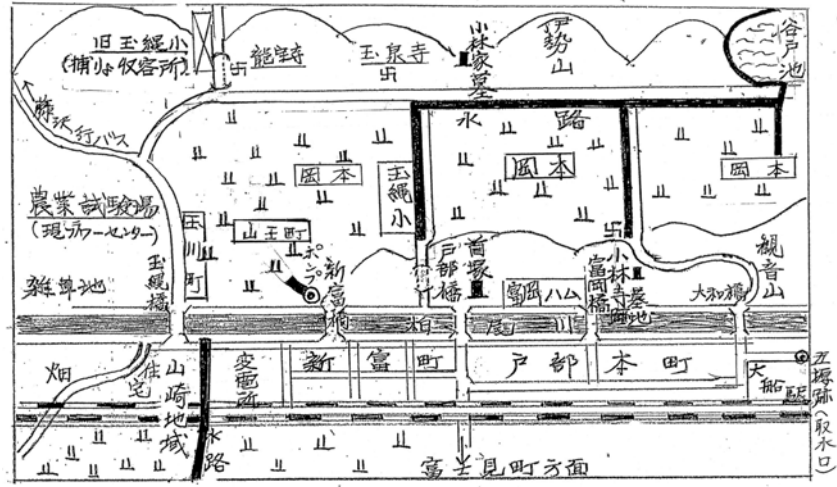 旧玉縄小
(捕りょ収容所)
龍宝寺
玉泉寺
小林家墓
伊勢山
谷戸池
藤沢行バス
水路
岡本
岡本
岡本
玉縄小
農業試験場
(現フラワーセンター)
玉川町
山王町
ポンプ
新富橋
戸部橋
首塚
富岡ハム
富岡橋
小林寺
墓地
観音山
大和橋
雑草地
玉縄橋
柏尾川
畑
住宅
山崎地域
水路
変電所
新富町
戸部本町
大船駅
五堰跡(取水口)
富士見町方面